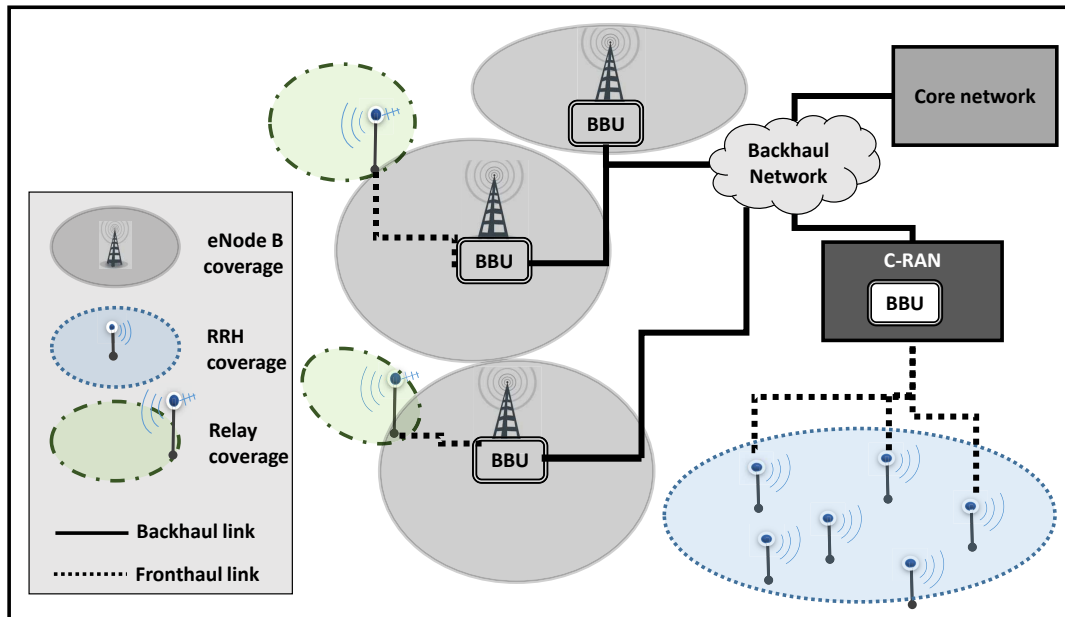 BBU
Core network
Backhaul
Network
BBU
C-RAN
BBU
BBU
eNode B
coverage
RRH
coverage
Relay
coverage
Backhaul link
Fronthaul link